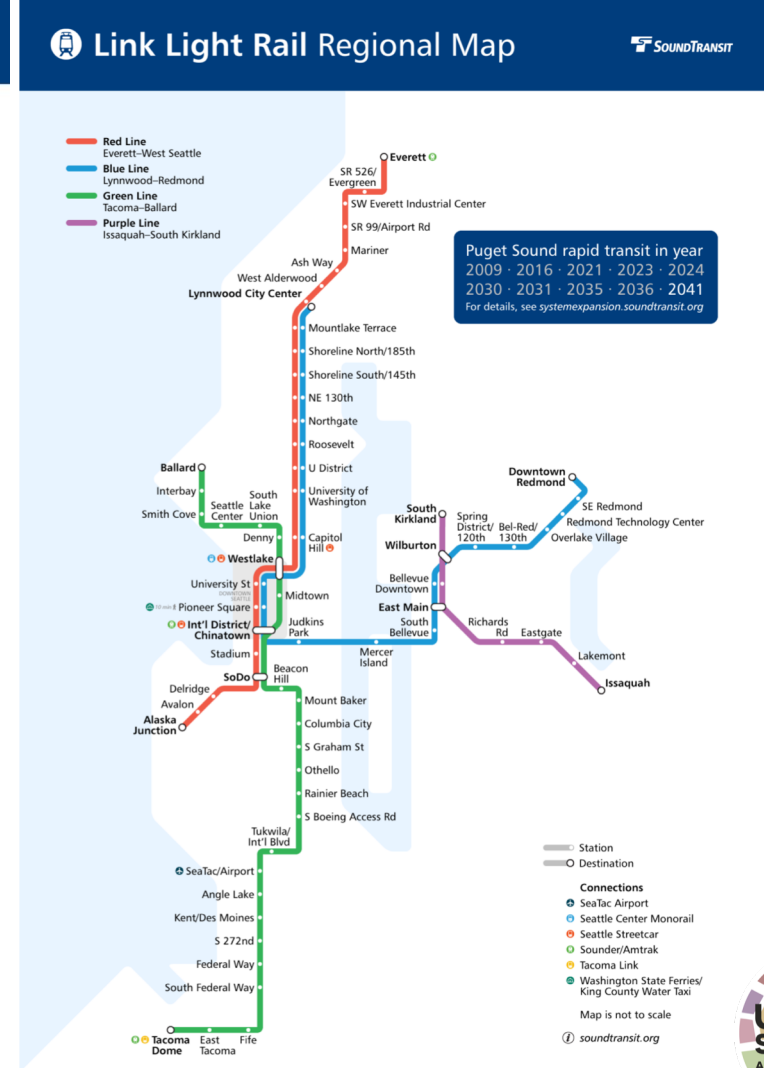 Link Light Rail Regional Map
SOUNDTRANSIT
Red Line
Everett–West Seattle
Blue Line
Lynnwood–Redmond
Green Line
Tacoma–Ballard
Purple Line
Issaquah–South Kirkland
Puget Sound rapid transit in year
2009 · 2016 · 2021 · 2023 · 2024
2030 · 2031 · 2035 · 2036 · 2041
For details, see systemexpansion.soundtransit.org
Everett
SR 526/
Evergreen
SW Everett Industrial Center
SR 99/Airport Rd
Mariner
Ash Way
West Alderwood
Lynnwood City Center
Mountlake Terrace
Shoreline North/185th
Shoreline South/145th
NE 130th
Northgate
Roosevelt
U District
University of
Washington
Capitol
Hill
Ballard
Interbay
Smith Cove
Seattle
Center
South
Lake
Union
Denny
Westlake
University St
DOWNTOWN
SEATTLE
Midtown
10 min
Pioneer Square
Int'l District/
Chinatown
Judkins
Park
Mercer
Island
South
Bellevue
East Main
Bellevue
Downtown
Wilburton
South
Kirkland
Spring
District/
120th
Bel-Red/
130th
Overlake Village
Redmond Technology Center
SE Redmond
Downtown
Redmond
Richards
Rd
Eastgate
Lakemont
Issaquah
Stadium
SoDo
Delridge
Avalon
Alaska
Junction
Beacon
Hill
Mount Baker
Columbia City
S Graham St
Othello
Rainier Beach
S Boeing Access Rd
Tukwila/
Int'l Blvd
SeaTac/Airport
Angle Lake
Kent/Des Moines
S 272nd
Federal Way
South Federal Way
Fife
East
Tacoma
Tacoma
Dome
Station
Destination
Connections
SeaTac Airport
Seattle Center Monorail
Seattle Streetcar
Sounder/Amtrak
Tacoma Link
Washington State Ferries/
King County Water Taxi
Map is not to scale
soundtransit.org